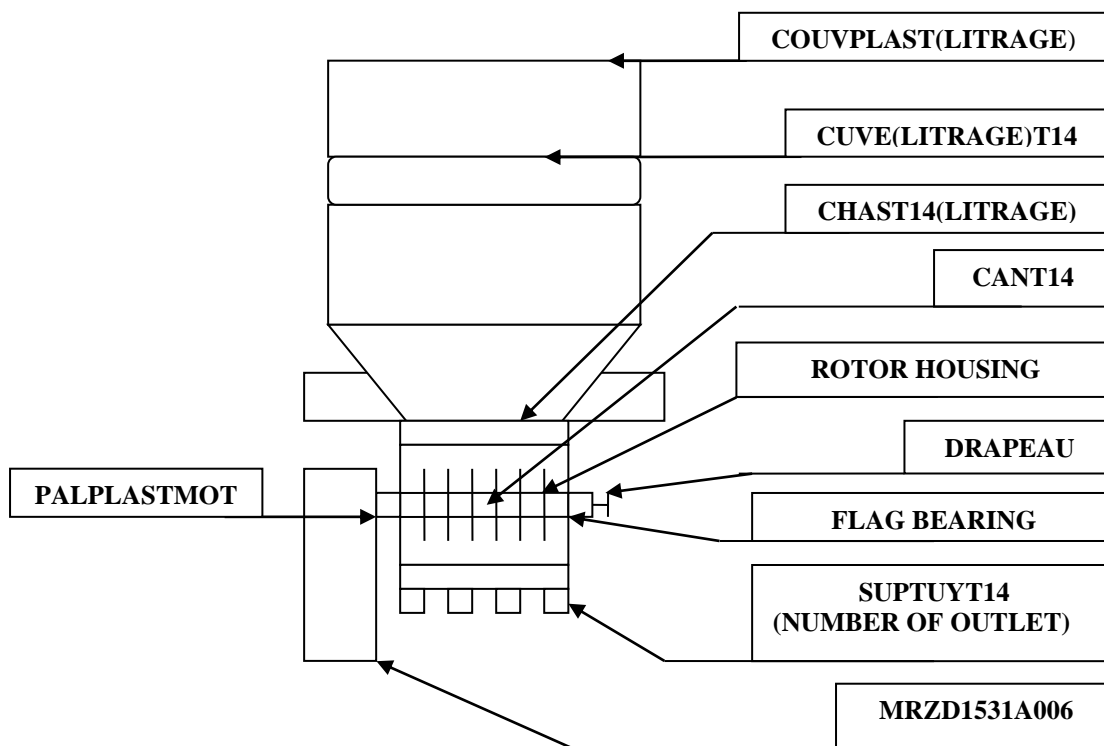 COUVPLAST(LITRAGE)
CUVE(LITRAGE)T14
CHAST14(LITRAGE)
CANT14
ROTOR HOUSING
DRAPEAU
PALPLASTMOT
FLAG BEARING
SUPTUYT14
(NUMBER OF OUTLET)
MRZD1531A006